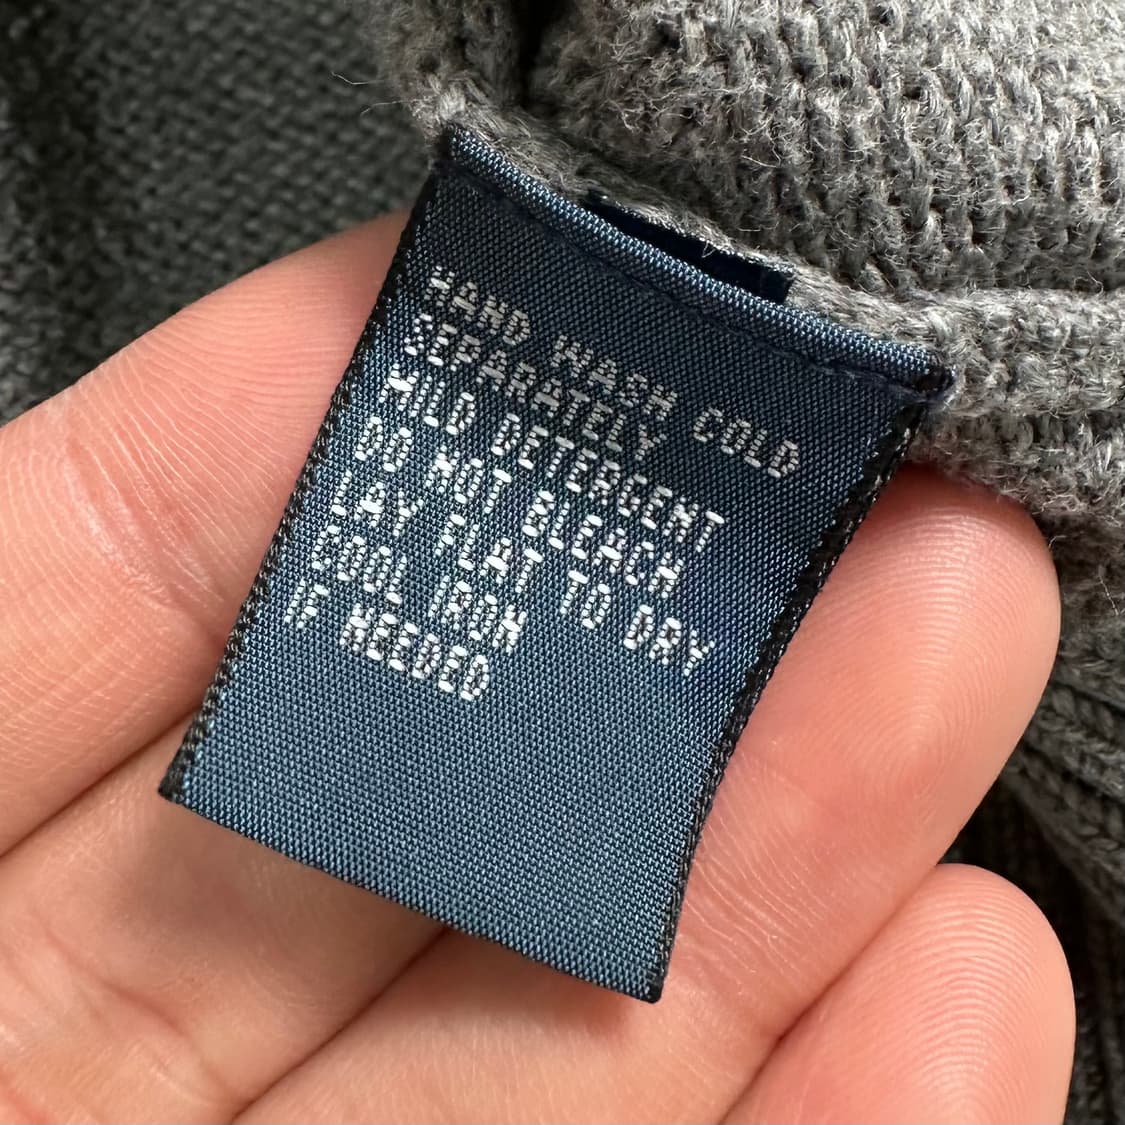 HAND WASH COLD
SEPARATELY
MILD DETERGENT
DO NOT BLEACH
LAY FLAT TO DRY
COOL IRON
IF NEEDED